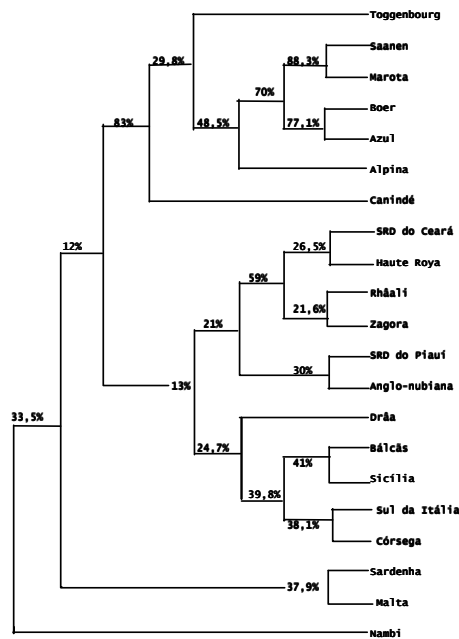 Toggenbourg
Saanen
29,8%
88,3%
Marota
70%
Boer
83%
48,5%
77,1%
Azul
Alpina
Canindé
SRD do Ceará
12%
26,5%
Haute Roya
59%
Rhâali
21,6%
21%
Zagora
SRD do Piauí
30%
13%
Anglo-nubiana
33,5%
Drâa
24,7%
Bálcãs
41%
Sicília
39,8%
Sul da Itália
38,1%
Córsega
Sardenha
37,9%
Malta
Nambi